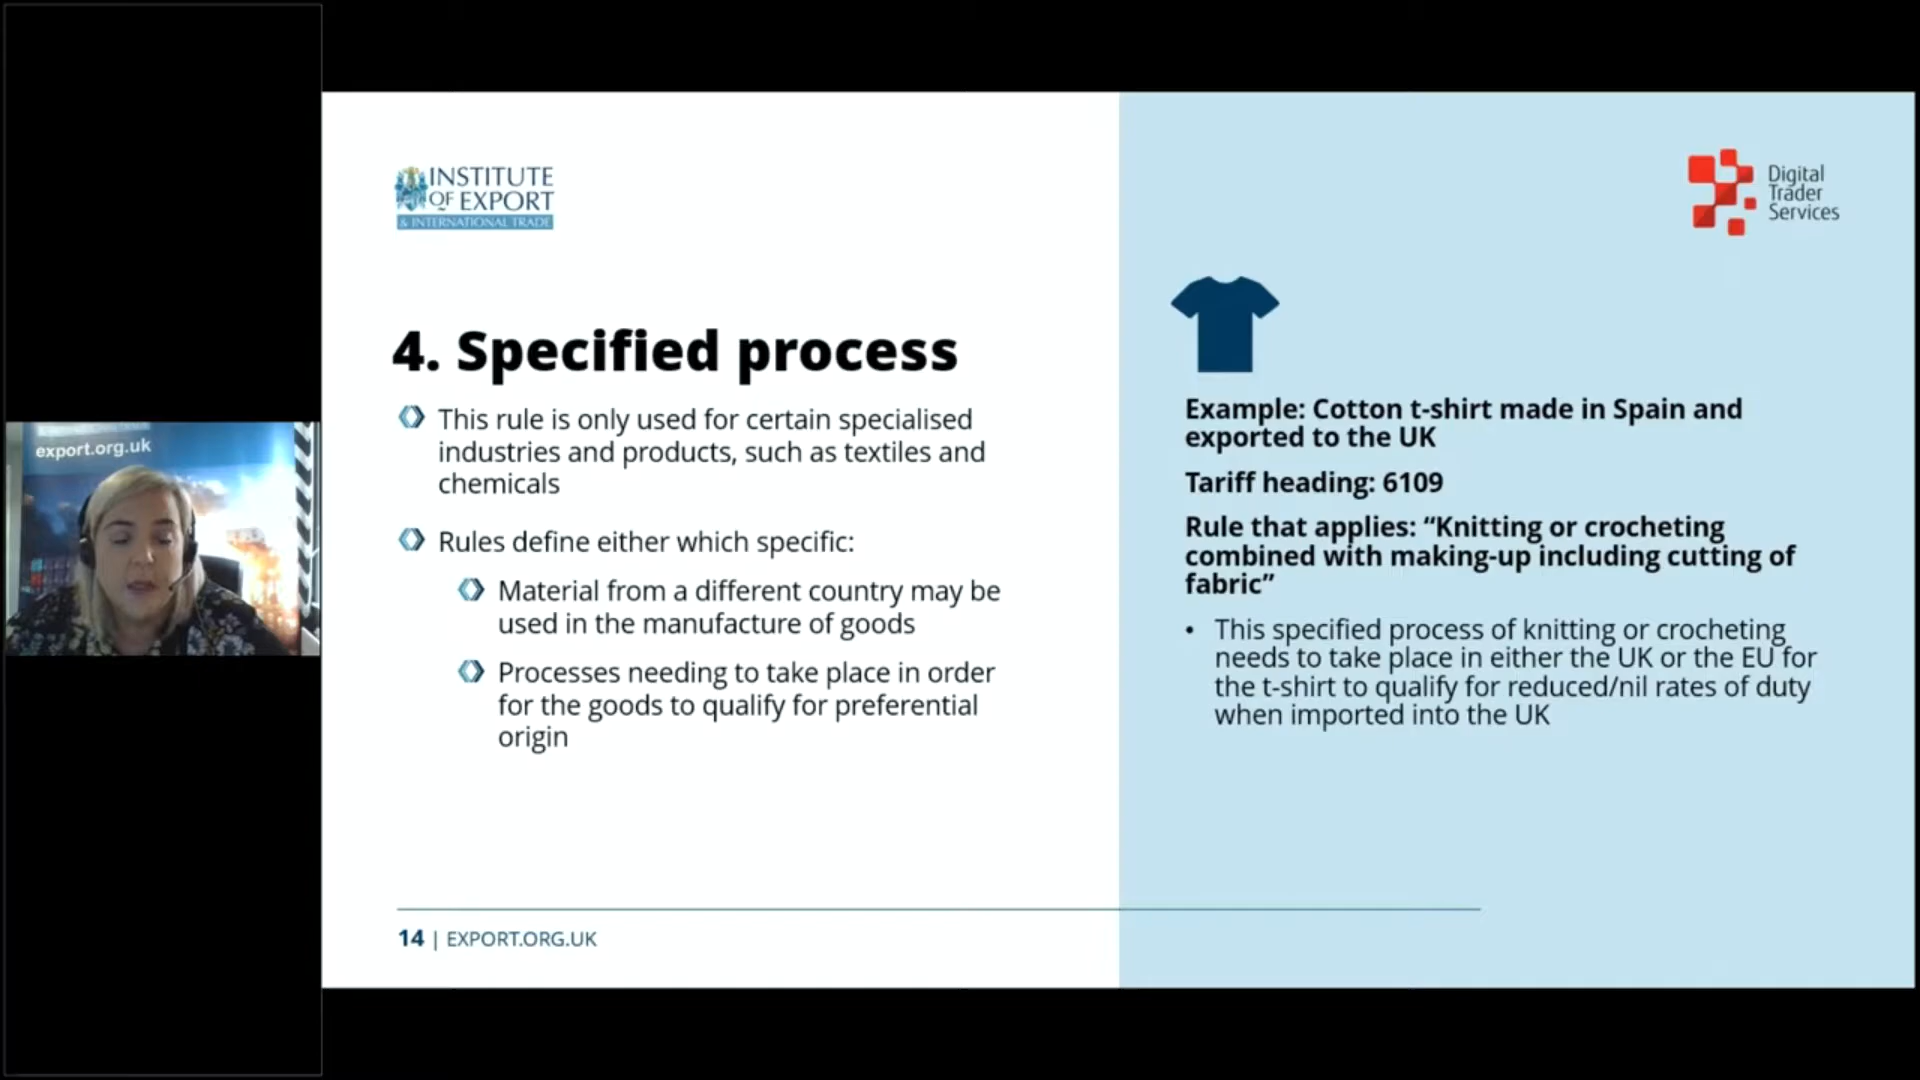 export.org.uk
INSTITUTE
OF EXPORT
& INTERNATIONAL TRADE
4. Specified process
This rule is only used for certain specialised
industries and products, such as textiles and
chemicals
Rules define either which specific:
Material from a different country may be
used in the manufacture of goods
Processes needing to take place in order
for the goods to qualify for preferential
origin
14 | EXPORT.ORG.UK
Digital
Trader
Services
Example: Cotton t-shirt made in Spain and
exported to the UK
Tariff heading: 6109
Rule that applies: “Knitting or crocheting
combined with making-up including cutting of
fabric”
• This specified process of knitting or crocheting
needs to take place in either the UK or the EU for
the t-shirt to qualify for reduced/nil rates of duty
when imported into the UK